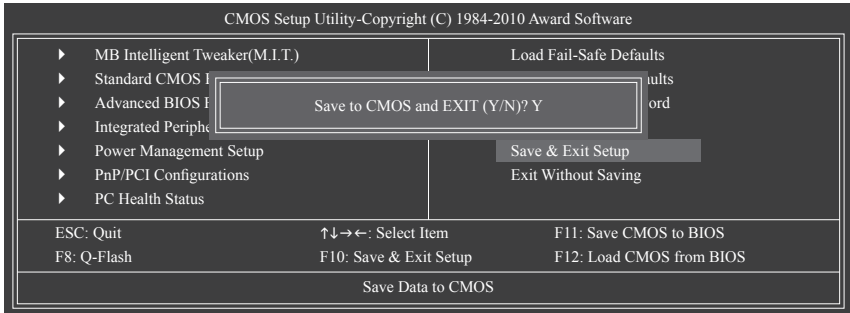 CMOS Setup Utility-Copyright (C) 1984-2010 Award Software
MB Intelligent Tweaker(M.I.T.)
Load Fail-Safe Defaults
Standard CMOS
Advanced BIOS
Integrated
Save to CMOS and EXIT (Y/N)? Y
Power Management Setup
Save & Exit Setup
PnP/PCI Configurations
Exit Without Saving
PC Health Status
ESC: Quit
↑↓→←: Select Item
F11: Save CMOS to BIOS
F8: Q-Flash
F10: Save & Exit Setup
F12: Load CMOS from BIOS
Save Data to CMOS